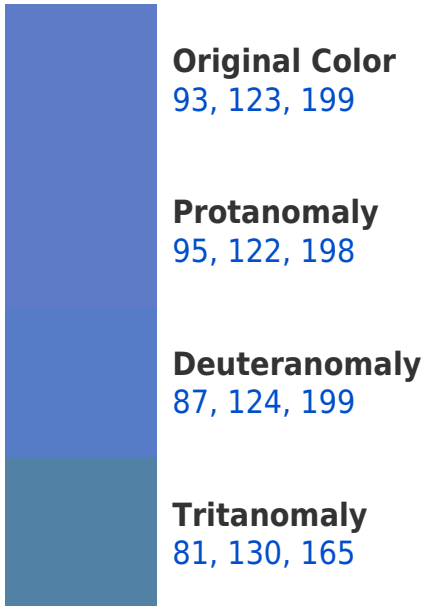 Original Color
93, 123, 199
Protanomaly
95, 122, 198
Deuteranomaly
87, 124, 199
Tritanomaly
81, 130, 165